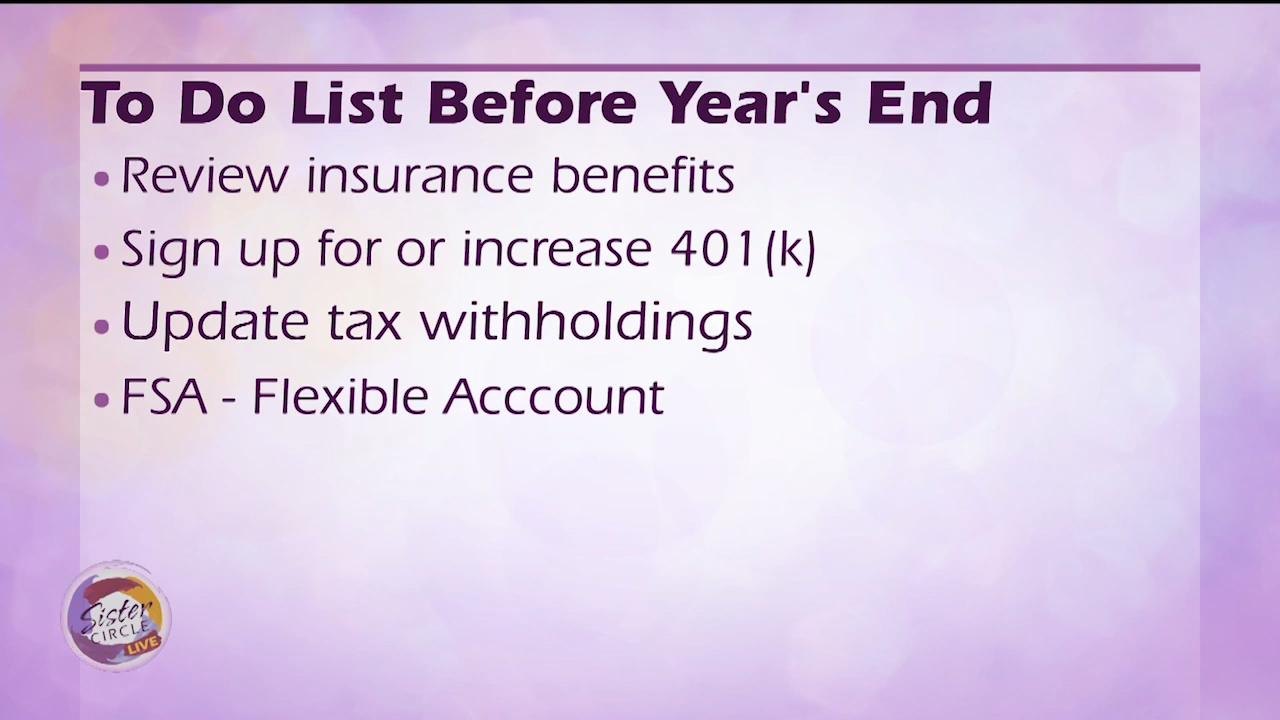 To Do List Before Year's End
• Review insurance benefits
• Sign up for or increase 401(k)
• Update tax withholdings
• FSA - Flexible Acccount
Sister
CIRCLE
LIVE